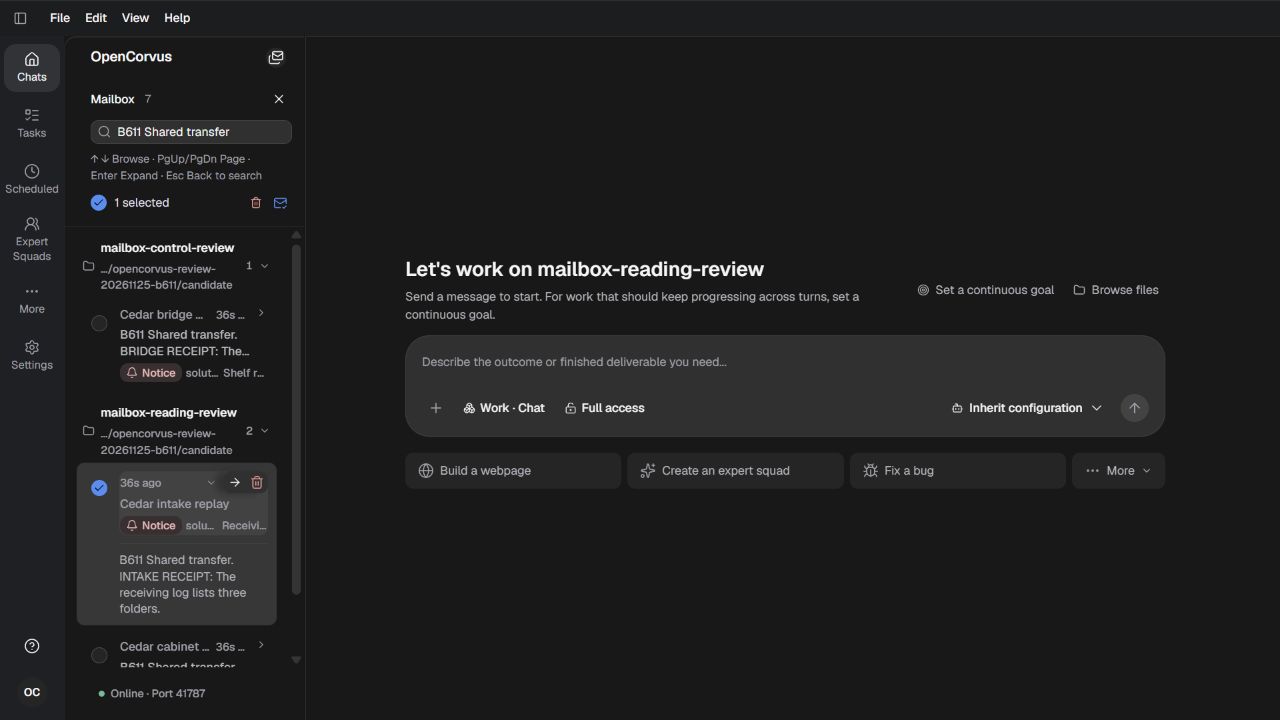 File Edit View Help
Chats
Tasks
Scheduled
Expert
Squads
More
Settings
OC
OpenCorvus
Mailbox 7
B611 Shared transfer
↑↓ Browse · PgUp/PgDn Page ·
Enter Expand · Esc Back to search
1 selected
mailbox-control-review
.../opencorvus-review-
20261125-b611/candidate
1
Cedar bridge ... 36s ...
B611 Shared transfer.
BRIDGE RECEIPT: The...
Notice solut... Shelf r...
mailbox-reading-review
.../opencorvus-review-
20261125-b611/candidate
2
36s ago
Cedar intake replay
Notice solu... Receivi...
B611 Shared transfer.
INTAKE RECEIPT: The
receiving log lists three
folders.
Cedar cabinet ... 36s ...
B611 Shared transfer
Online · Port 41787
Let's work on mailbox-reading-review
Send a message to start. For work that should keep progressing across turns, set a
continuous goal.
Set a continuous goal
Browse files
Describe the outcome or finished deliverable you need...
Work · Chat
Full access
Inherit configuration
Build a webpage
Create an expert squad
Fix a bug
More